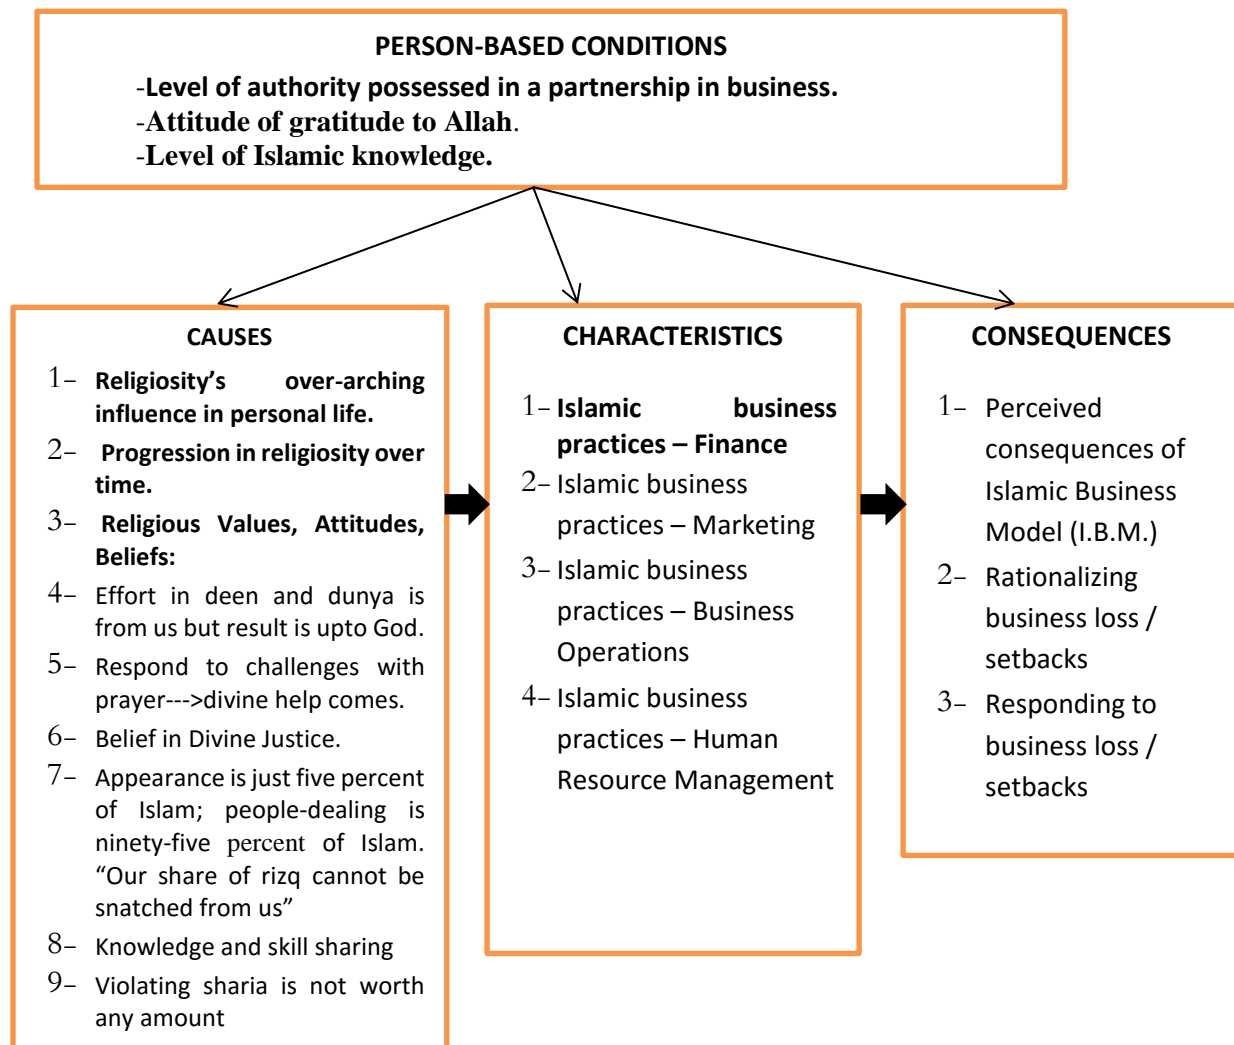 PERSON-BASED CONDITIONS
-Level of authority possessed in a partnership in business.
-Attitude of gratitude to Allah.
-Level of Islamic knowledge.
CAUSES
1- Religiosity’s over-arching
influence in personal life.
2- Progression in religiosity over
time.
3- Religious Values, Attitudes,
Beliefs:
4- Effort in deen and dunya is
from us but result is upto God.
5- Respond to challenges with
prayer--->divine help comes.
6- Belief in Divine Justice.
7- Appearance is just five percent
of Islam; people-dealing is
ninety-five percent of Islam.
“Our share of rizq cannot be
snatched from us”
8- Knowledge and skill sharing
9- Violating sharia is not worth
any amount
CHARACTERISTICS
1- Islamic business
practices – Finance
2- Islamic business
practices – Marketing
3- Islamic business
practices – Business
Operations
4- Islamic business
practices – Human
Resource Management
CONSEQUENCES
1- Perceived
consequences of
Islamic Business
Model (I.B.M.)
2- Rationalizing
business loss /
setbacks
3- Responding to
business loss /
setbacks